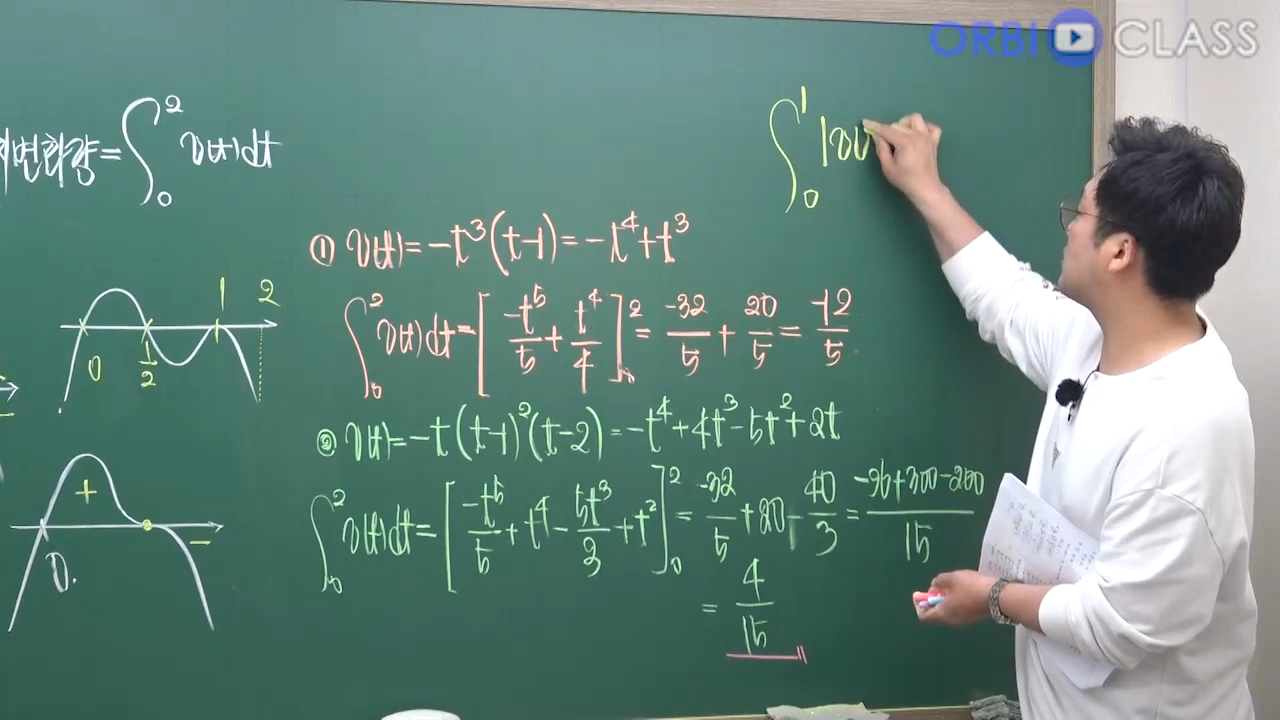 ORBI CLASS
위치변화량=∫₀² v(t)dt
∫₀¹ |v(t
① v(t)=-t³(t-1)=-t⁴+t³
∫₀² v(t)dt=[-t⁵/5+t⁴/4]₀²=-32/5+20/5=-12/5
0 1/2 1 2
② v(t)=-t(t-1)²(t-2)=-t⁴+4t³-5t²+2t
∫₀² v(t)dt=[-t⁵/5+t⁴-5t³/3+t²]₀²=-32/5+20-40/3=-96+300-200/15
=4/15
+
-
0.